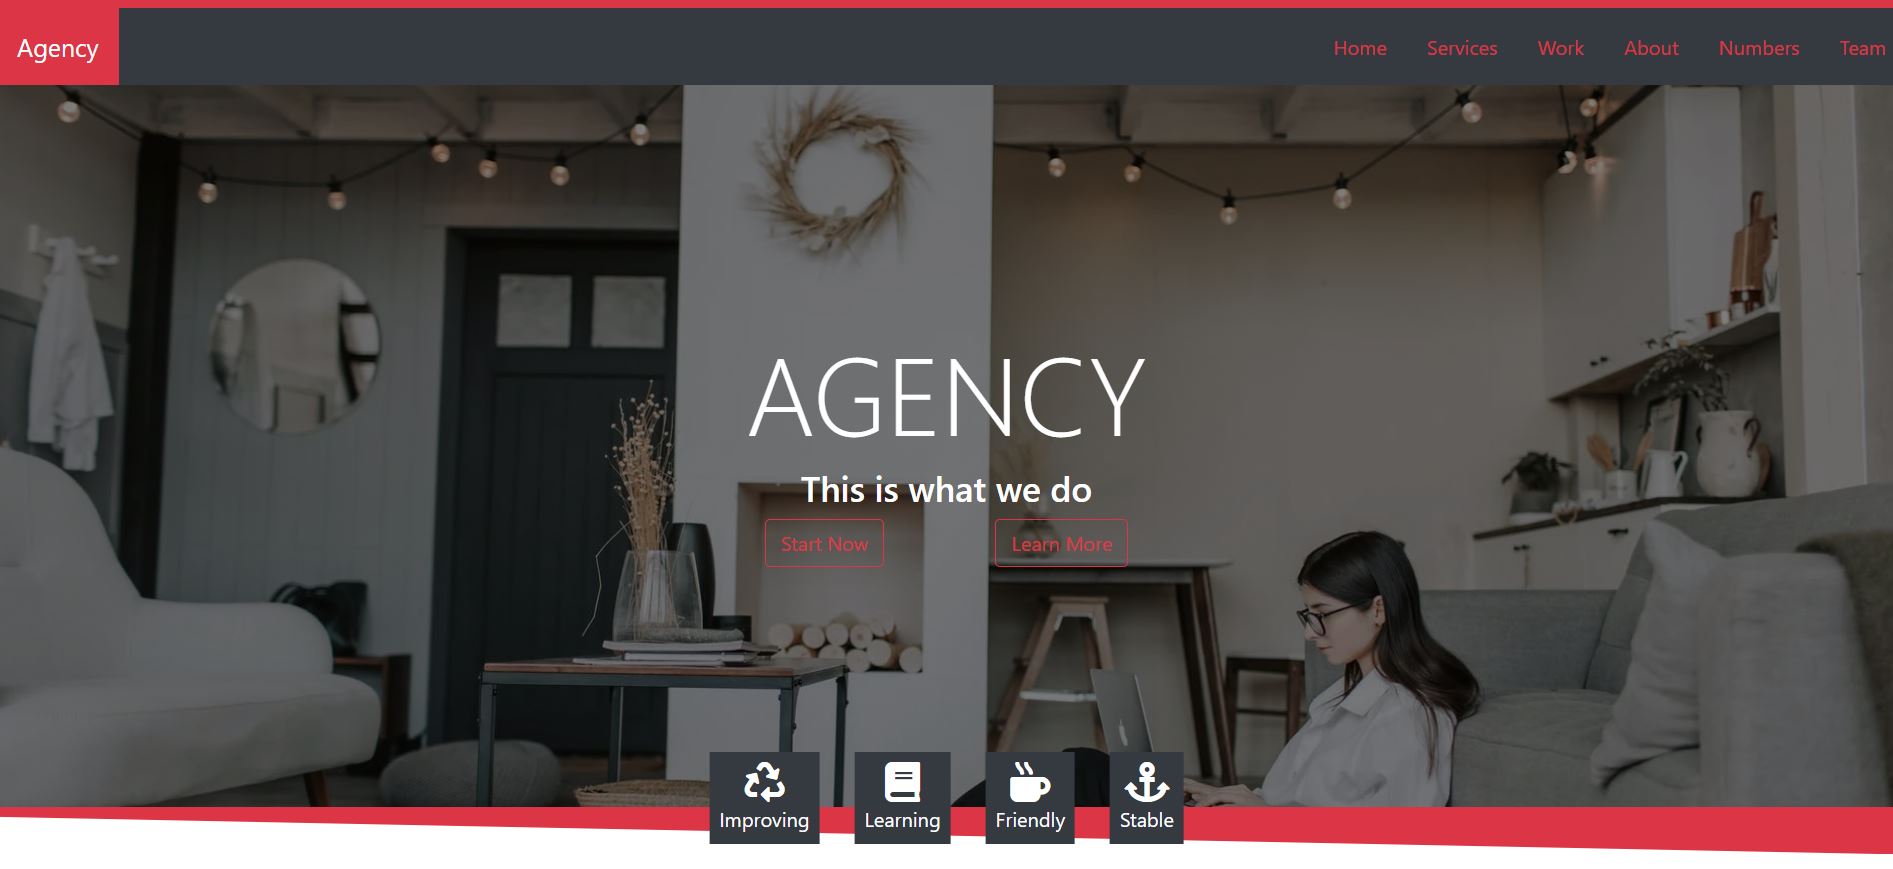 Agency
Home Services Work About Numbers Team
AGENCY
This is what we do
Start Now Learn More
Improving Learning Friendly Stable